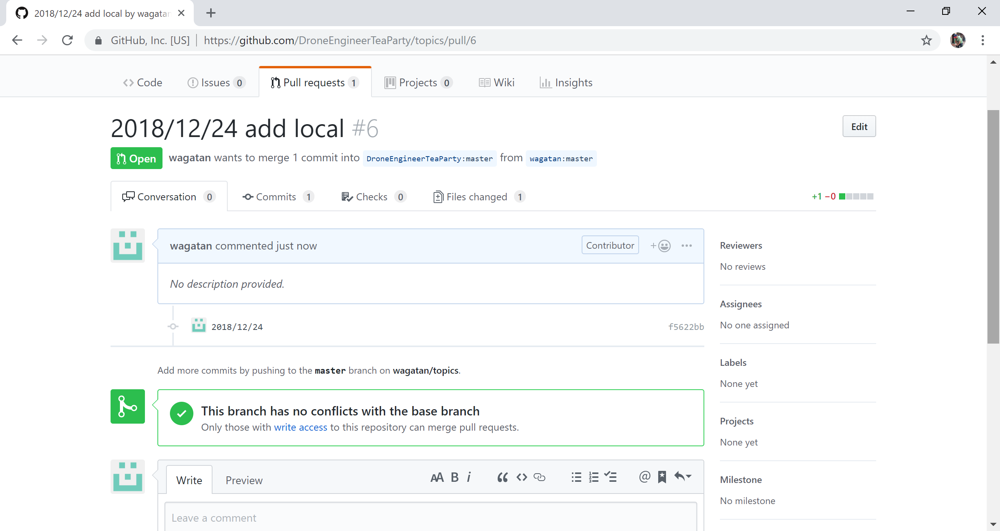 2018/12/24 add local by wagatan
GitHub, Inc. [US] https://github.com/DroneEngineerTeaParty/topics/pull/6
Code Issues 0 Pull requests 1 Projects 0 Wiki Insights
2018/12/24 add local #6
Edit
Open wagatan wants to merge 1 commit into DroneEngineerTeaParty:master from wagatan:master
Conversation 0 Commits 1 Checks 0 Files changed 1 +1 −0
wagatan commented just now Contributor
No description provided.
2018/12/24 f5622bb
Add more commits by pushing to the master branch on wagatan/topics.
This branch has no conflicts with the base branch
Only those with write access to this repository can merge pull requests.
Write Preview AA B i @
Leave a comment
Reviewers
No reviews
Assignees
No one assigned
Labels
None yet
Projects
None yet
Milestone
No milestone